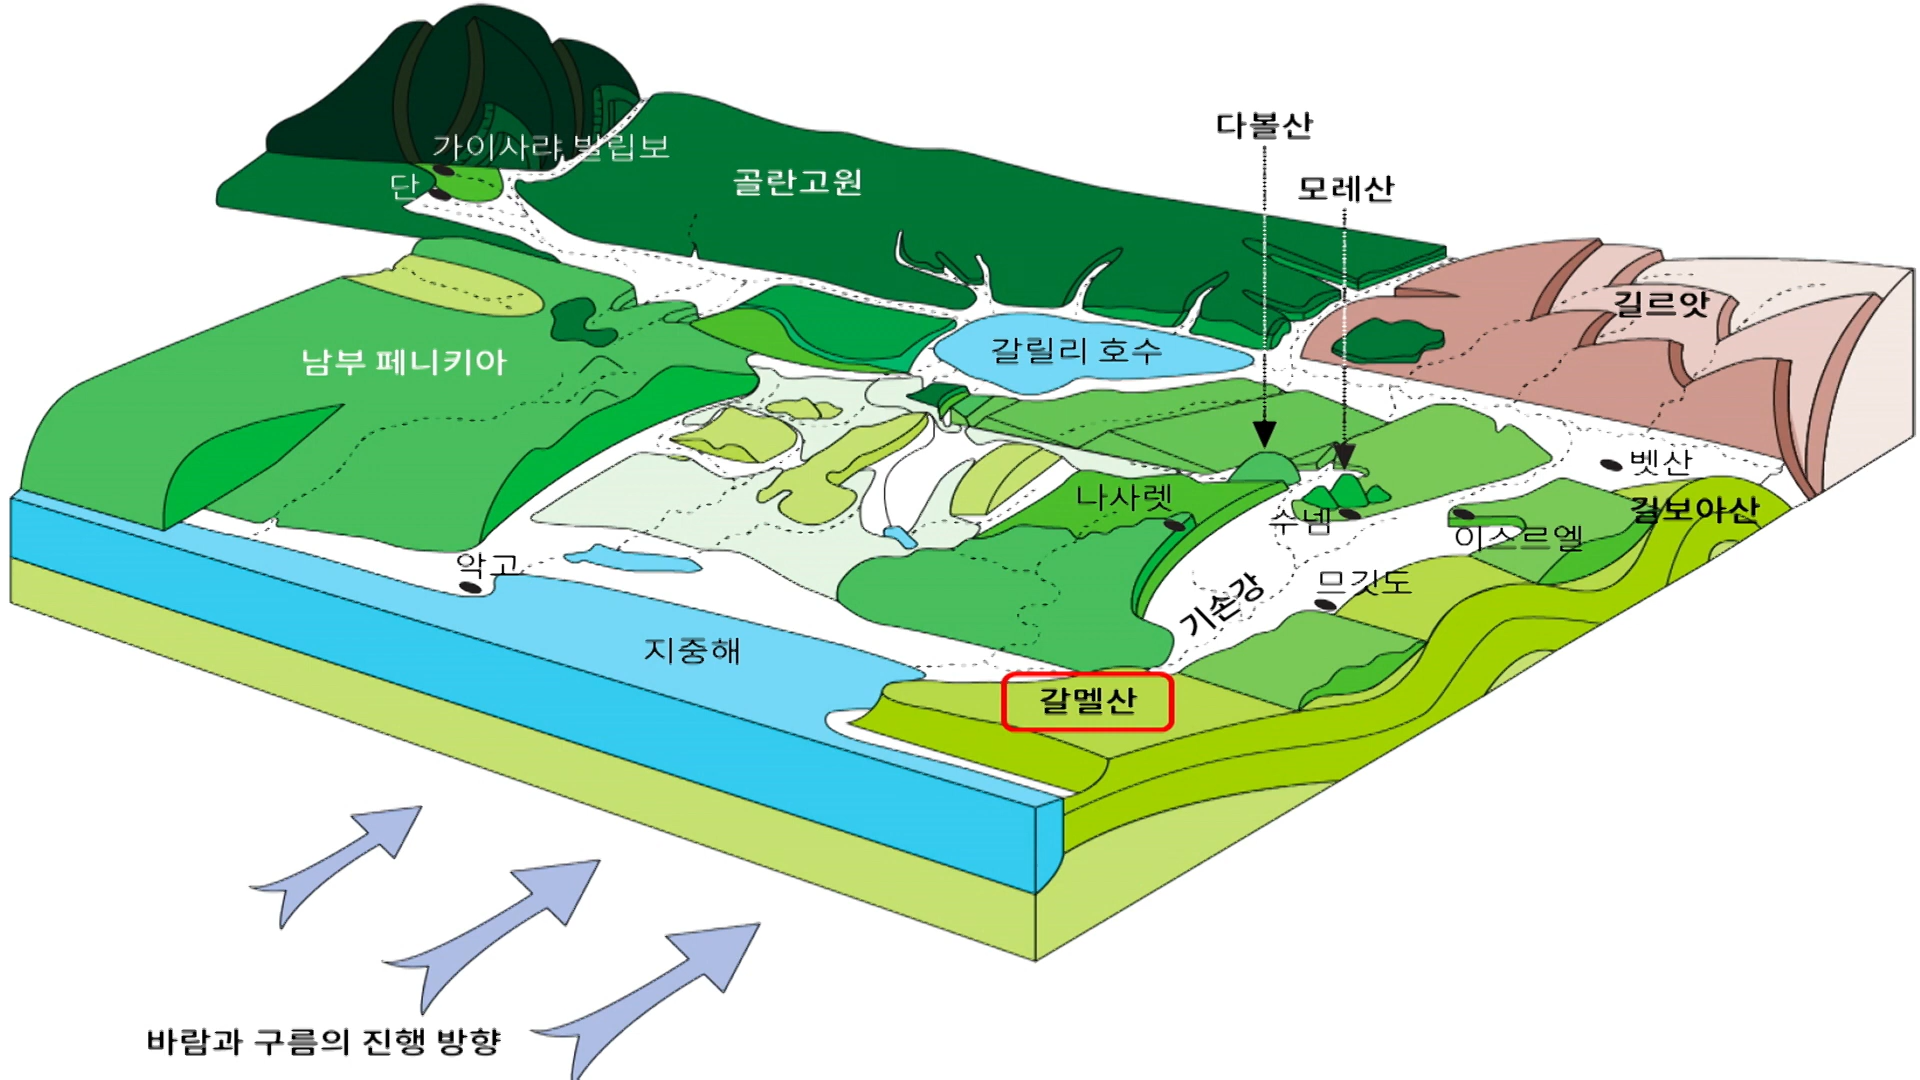 다볼산
가이사랴 빌립보
단
골란고원
모레산
길르앗
남부 페니키아
갈릴리 호수
벳산
나사렛
길보아산
수넴
이스르엘
악고
므깃도
기손강
지중해
갈멜산
바람과 구름의 진행 방향